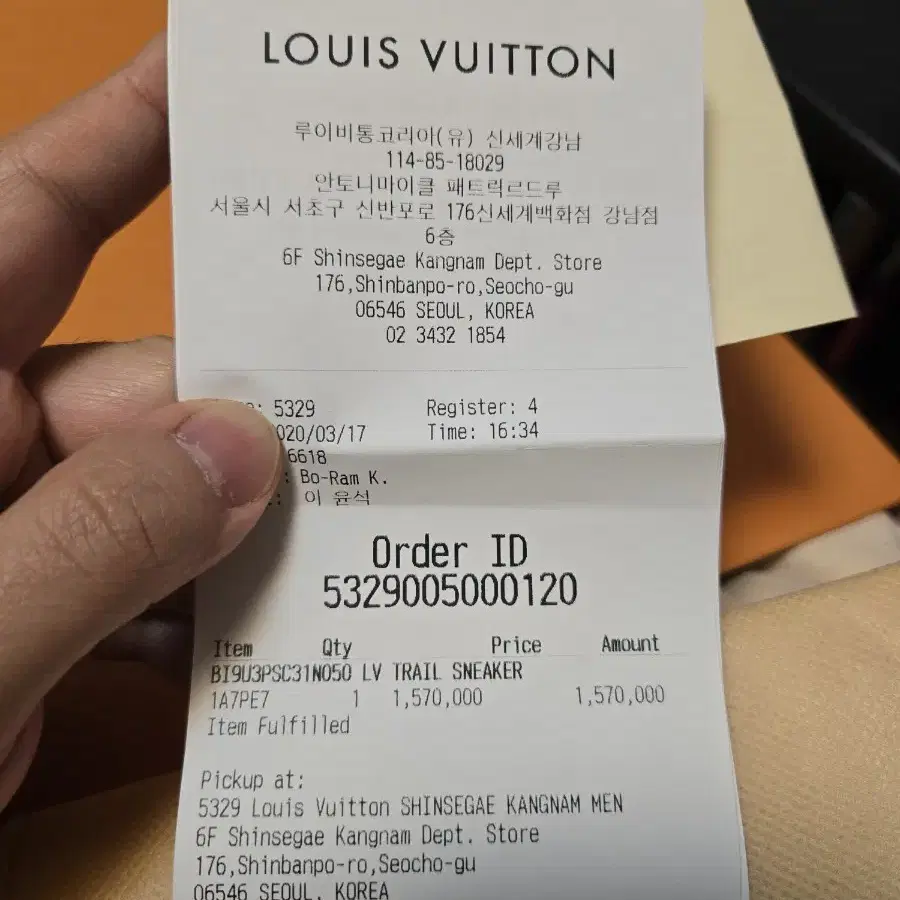 LOUIS VUITTON
루이비통코리아(유) 신세계강남
114-85-18029
안토니마이클 패트릭르드루
서울시 서초구 신반포로 176신세계백화점 강남점
6층
6F Shinsegae Kangnam Dept. Store
176,Shinbanpo-ro,Seocho-gu
06546 SEOUL, KOREA
02 3432 1854
: 5329 Register: 4
020/03/17 Time: 16:34
6618
: Bo-Ram K.
: 이 윤석
Order ID
5329005000120
Item Qty Price Amount
BI9U3PSC31N050 LV TRAIL SNEAKER
1A7PE7 1 1,570,000 1,570,000
Item Fulfilled
Pickup at:
5329 Louis Vuitton SHINSEGAE KANGNAM MEN
6F Shinsegae Kangnam Dept. Store
176,Shinbanpo-ro,Seocho-gu
06546 SEOUL, KOREA